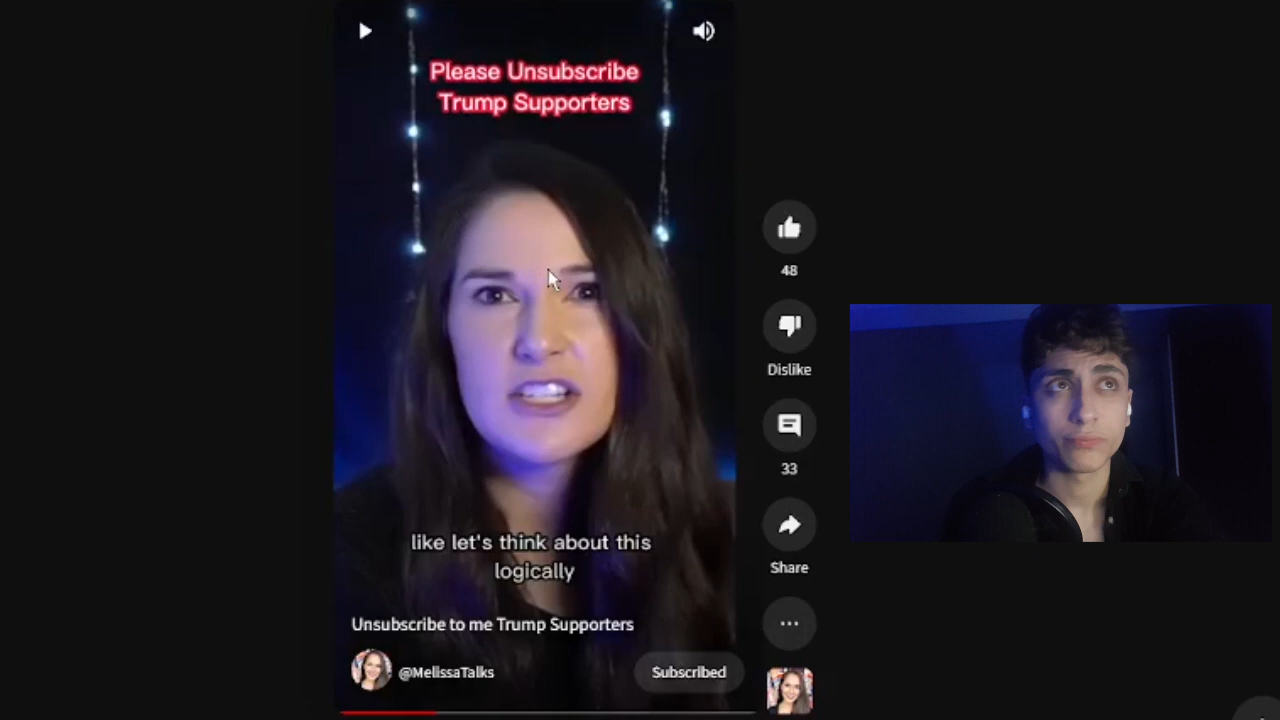 Please Unsubscribe
Trump Supporters
48
Dislike
33
Share
like let's think about this
logically
Unsubscribe to me Trump Supporters
@MelissaTalks
Subscribed